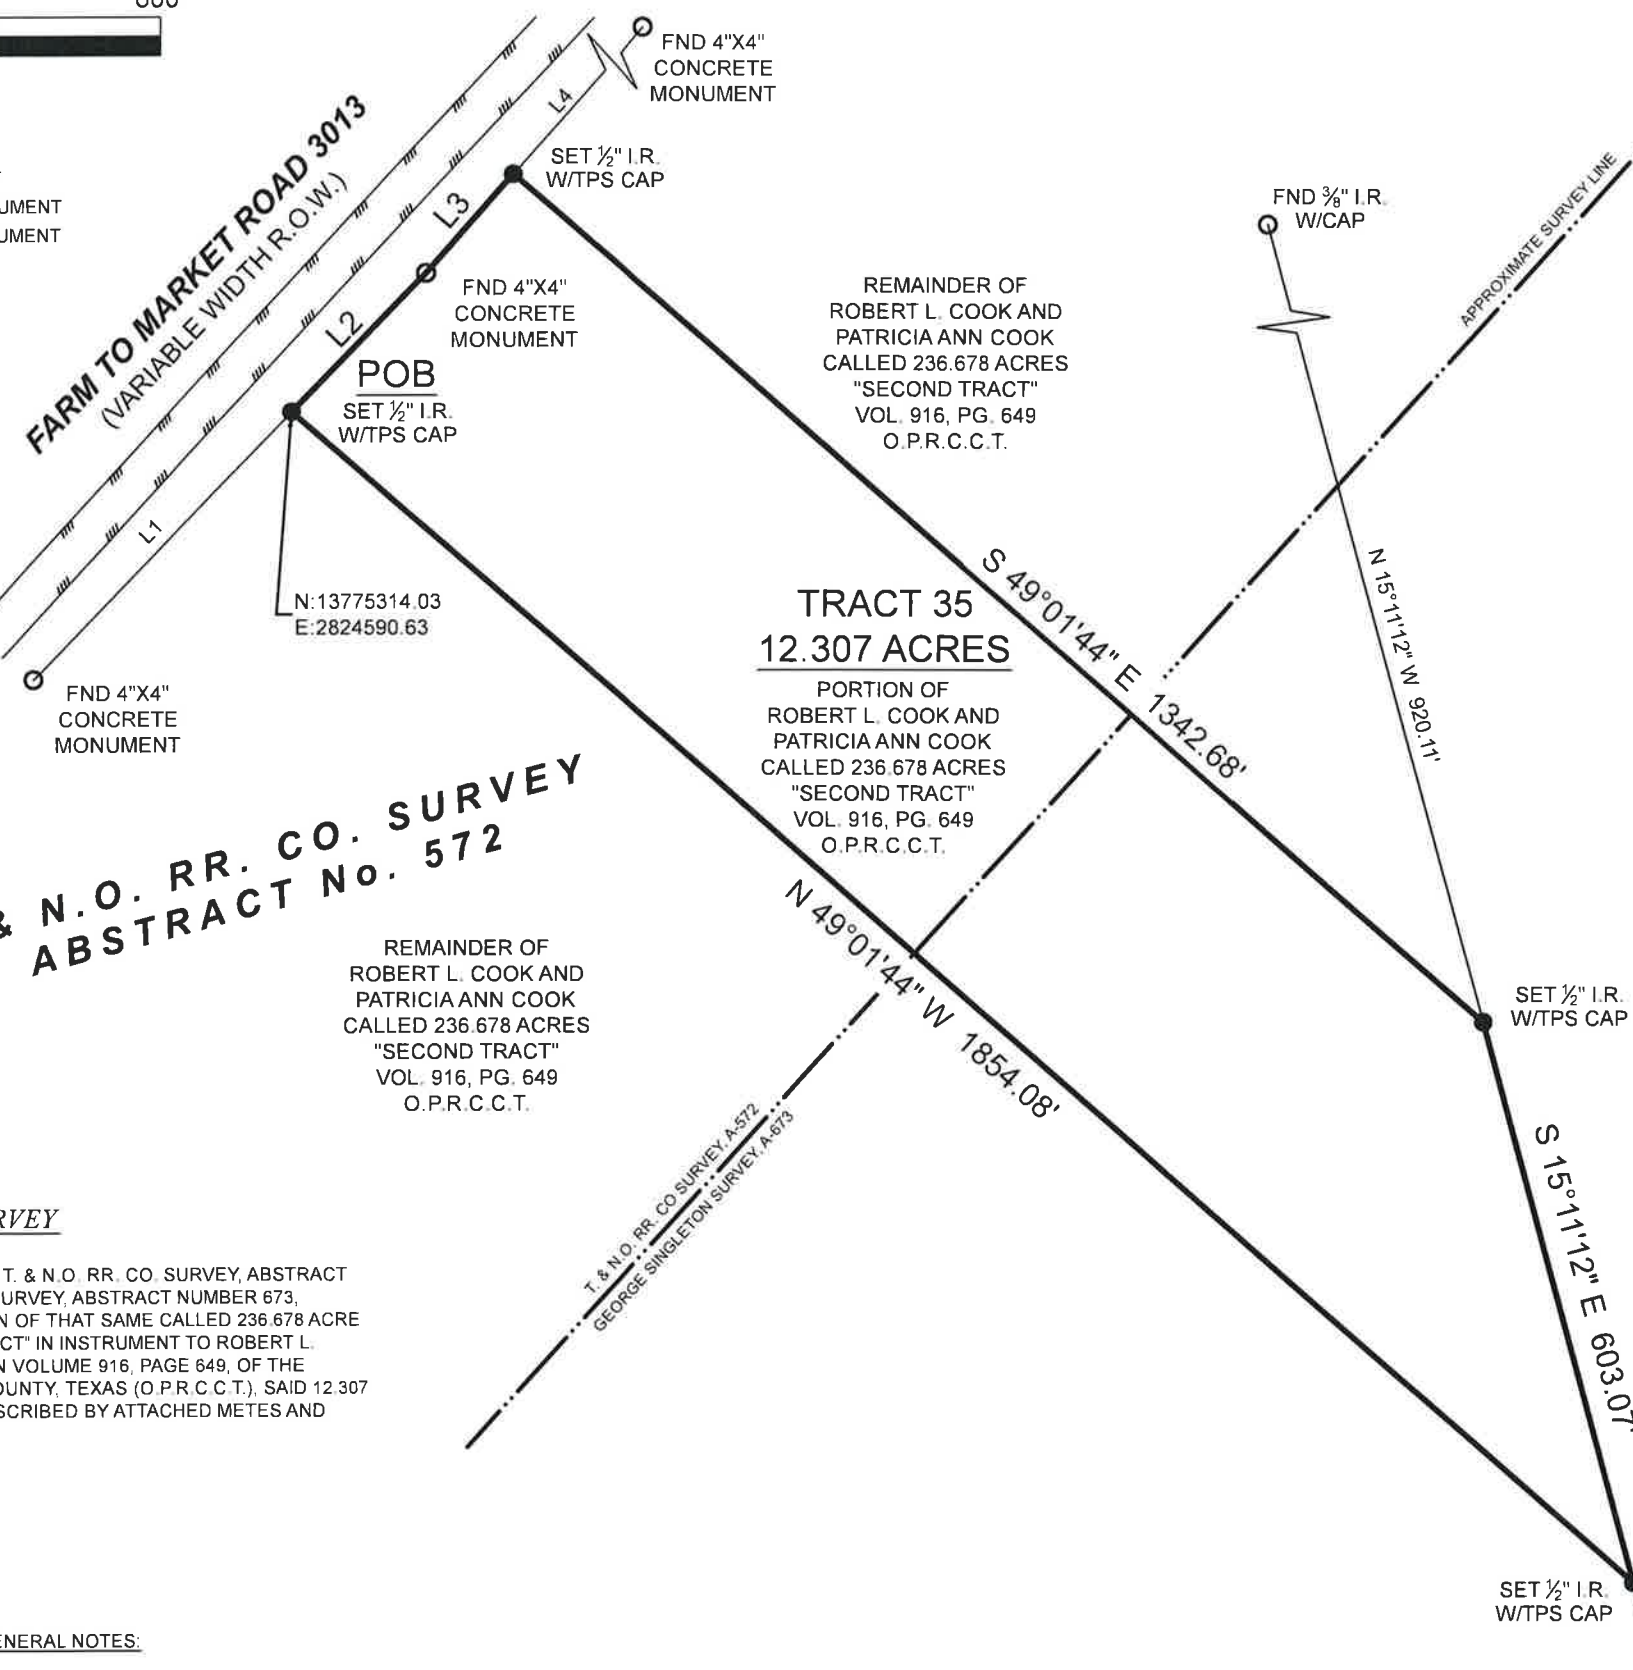 FND 4"X4"
CONCRETE
MONUMENT
L4
SET ½" I.R.
W/TPS CAP
FARM TO MARKET ROAD 3013
(VARIABLE WIDTH R.O.W.)
UMENT
UMENT
L3
FND 4"X4"
CONCRETE
MONUMENT
L2
POB
SET ½" I.R.
W/TPS CAP
L1
N:13775314.03
E:2824590.63
FND 4"X4"
CONCRETE
MONUMENT
REMAINDER OF
ROBERT L. COOK AND
PATRICIA ANN COOK
CALLED 236.678 ACRES
"SECOND TRACT"
VOL. 916, PG. 649
O.P.R.C.C.T.
FND ⅜" I.R.
W/CAP
APPROXIMATE SURVEY LINE
N 15°11'12" W 920.11'
S 49°01'44" E 1342.68'
TRACT 35
12.307 ACRES
PORTION OF
ROBERT L. COOK AND
PATRICIA ANN COOK
CALLED 236.678 ACRES
"SECOND TRACT"
VOL. 916, PG. 649
O.P.R.C.C.T.
& N.O. RR. CO. SURVEY
ABSTRACT No. 572
N 49°01'44" W 1854.08'
REMAINDER OF
ROBERT L. COOK AND
PATRICIA ANN COOK
CALLED 236.678 ACRES
"SECOND TRACT"
VOL. 916, PG. 649
O.P.R.C.C.T.
SET ½" I.R.
W/TPS CAP
T. & N.O. RR. CO SURVEY, A-572
GEORGE SINGLETON SURVEY, A-673
S 15°11'12" E 603.07'
RVEY
T. & N.O. RR. CO. SURVEY, ABSTRACT
URVEY, ABSTRACT NUMBER 673,
N OF THAT SAME CALLED 236.678 ACRE
CT" IN INSTRUMENT TO ROBERT L.
N VOLUME 916, PAGE 649, OF THE
OUNTY, TEXAS (O.P.R.C.C.T.), SAID 12.307
SCRIBED BY ATTACHED METES AND
SET ½" I.R.
W/TPS CAP
ENERAL NOTES: